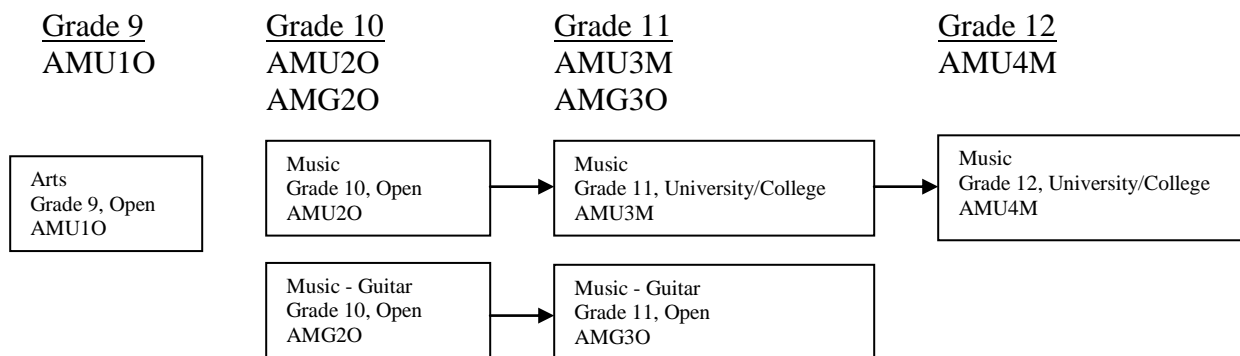 Grade 9
AMU1O
Grade 10
AMU2O
AMG2O
Grade 11
AMU3M
AMG3O
Grade 12
AMU4M
Arts
Grade 9, Open
AMU1O
Music
Grade 10, Open
AMU2O
Music
Grade 11, University/College
AMU3M
Music
Grade 12, University/College
AMU4M
Music - Guitar
Grade 10, Open
AMG2O
Music - Guitar
Grade 11, Open
AMG3O